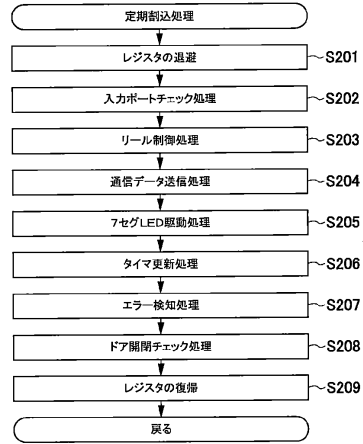 定期割込処理
レジスタの退避 S201
入力ポートチェック処理 S202
リール制御処理 S203
通信データ送信処理 S204
7セグLED駆動処理 S205
タイマ更新処理 S206
エラー検知処理 S207
ドア開閉チェック処理 S208
レジスタの復帰 S209
戻る